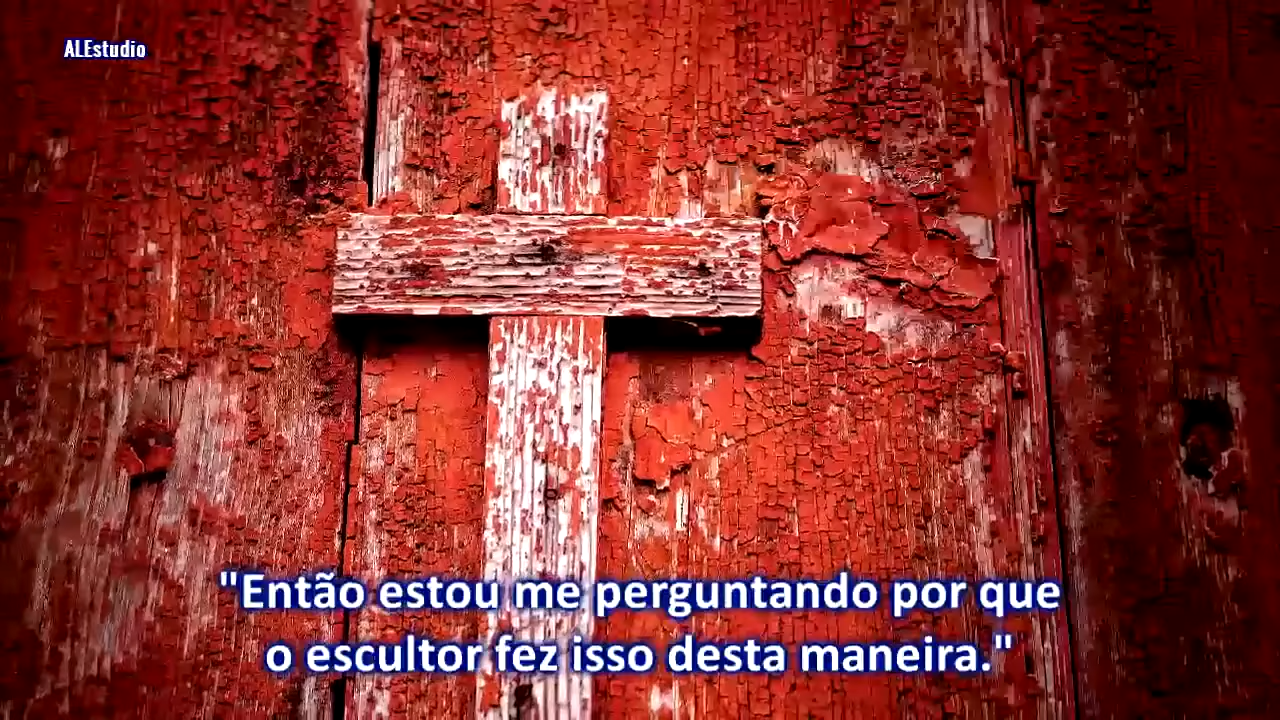 ALEstudio
"Então estou me perguntando por que
o escultor fez isso desta maneira."